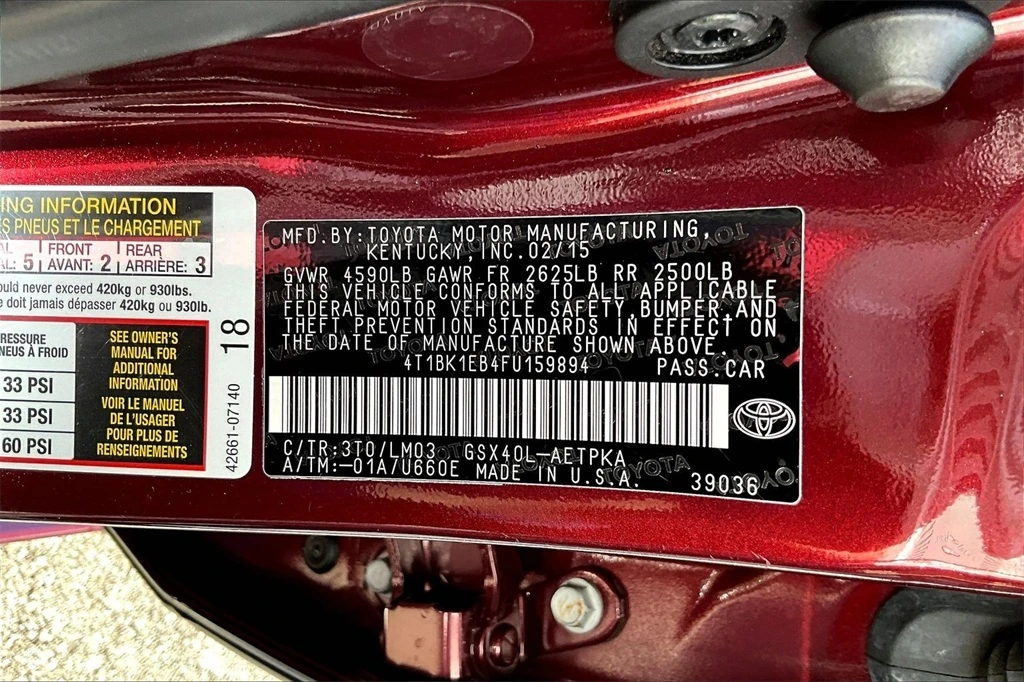 ING INFORMATION
ES PNEUS ET LE CHARGEMENT
AL FRONT REAR
AL: 5 AVANT: 2 ARRIÈRE: 3
ould never exceed 420kg or 930lbs.
e doit jamais dépasser 420kg ou 930lb.
RESSURE
NEUS À FROID
33 PSI
33 PSI
60 PSI
SEE OWNER'S
MANUAL FOR
ADDITIONAL
INFORMATION
VOIR LE MANUEL
DE L'USAGER
POUR PLUS DE
RENSEIGNEMENTS
18
42661-07140
MFD.BY:TOYOTA MOTOR MANUFACTURING,
KENTUCKY,INC.02/15
GVWR 4590LB GAWR FR 2625LB RR 2500LB
THIS VEHICLE CONFORMS TO ALL APPLICABLE
FEDERAL MOTOR VEHICLE SAFETY,BUMPER,AND
THEFT PREVENTION STANDARDS IN EFFECT ON
THE DATE OF MANUFACTURE SHOWN ABOVE.
4T1BK1EB4FU159894 PASS.CAR
C/TR:3T0/LM03 GSX40L-AETPKA
A/TM:-01A/U660E MADE IN U.S.A. 39036
TOYOTA